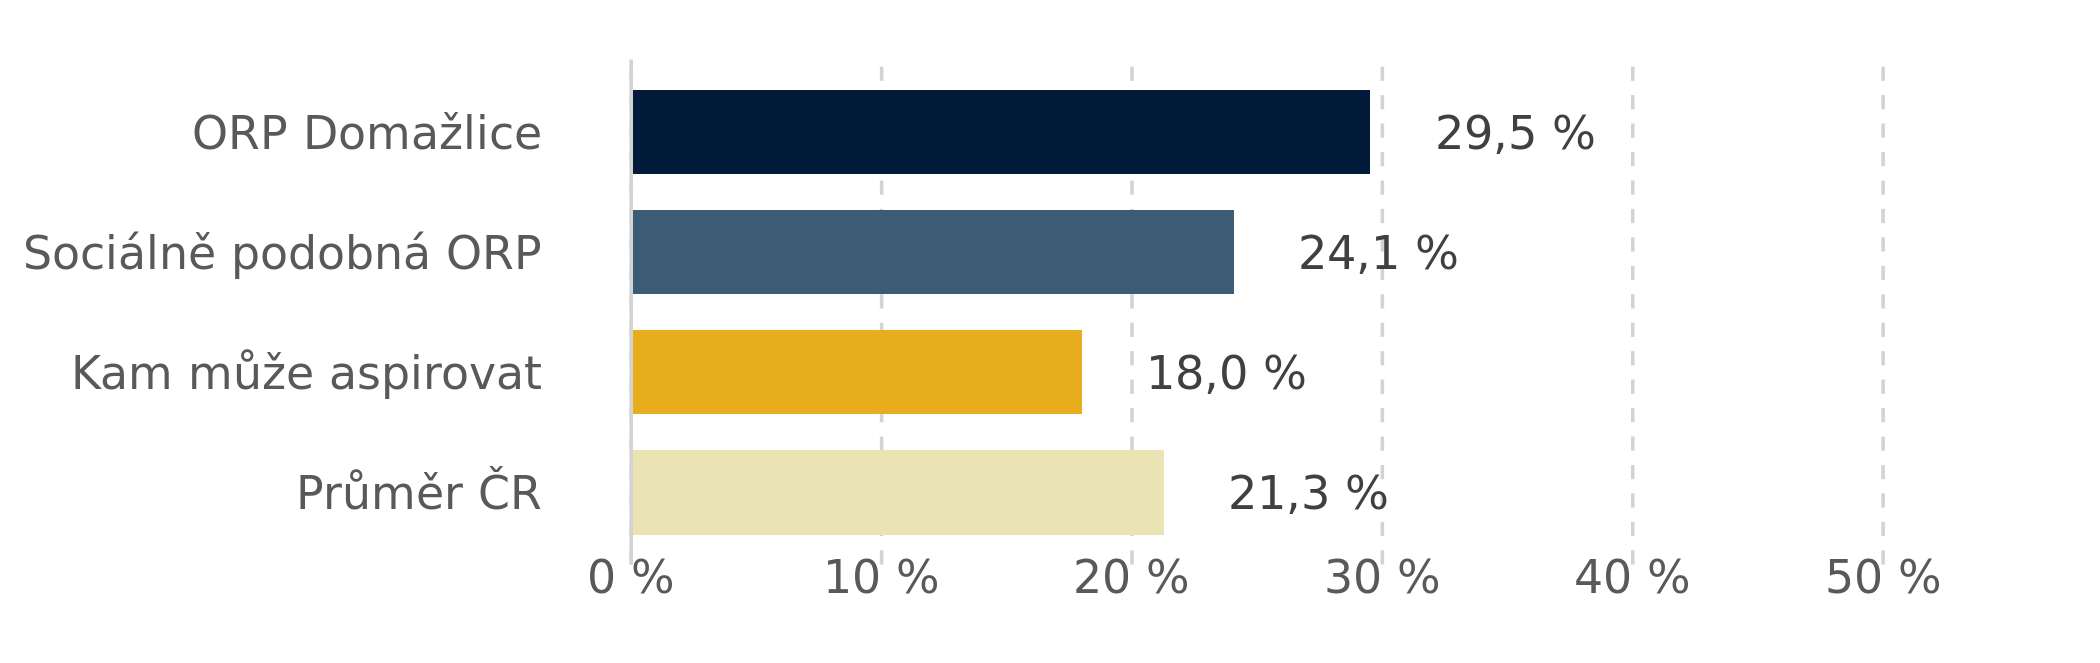 ORP Domažlice 29,5 %
Sociálně podobná ORP 24,1 %
Kam může aspirovat 18,0 %
Průměr ČR 21,3 %
0 % 10 % 20 % 30 % 40 % 50 %